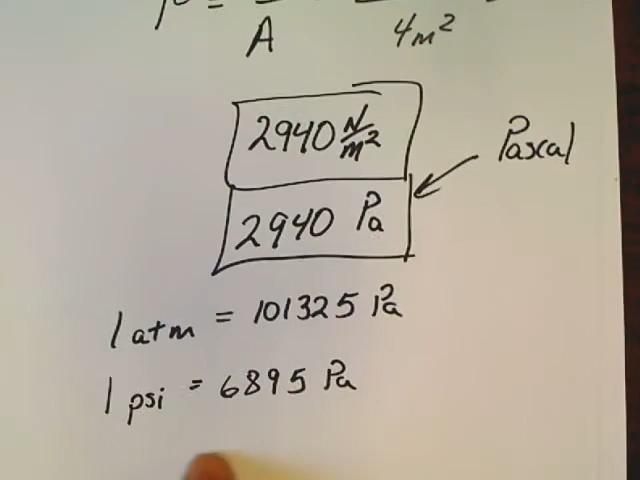 P =
A 4m²
2940 N/m²
Pascal
2940 Pa
1 atm = 101325 Pa
1 psi = 6895 Pa